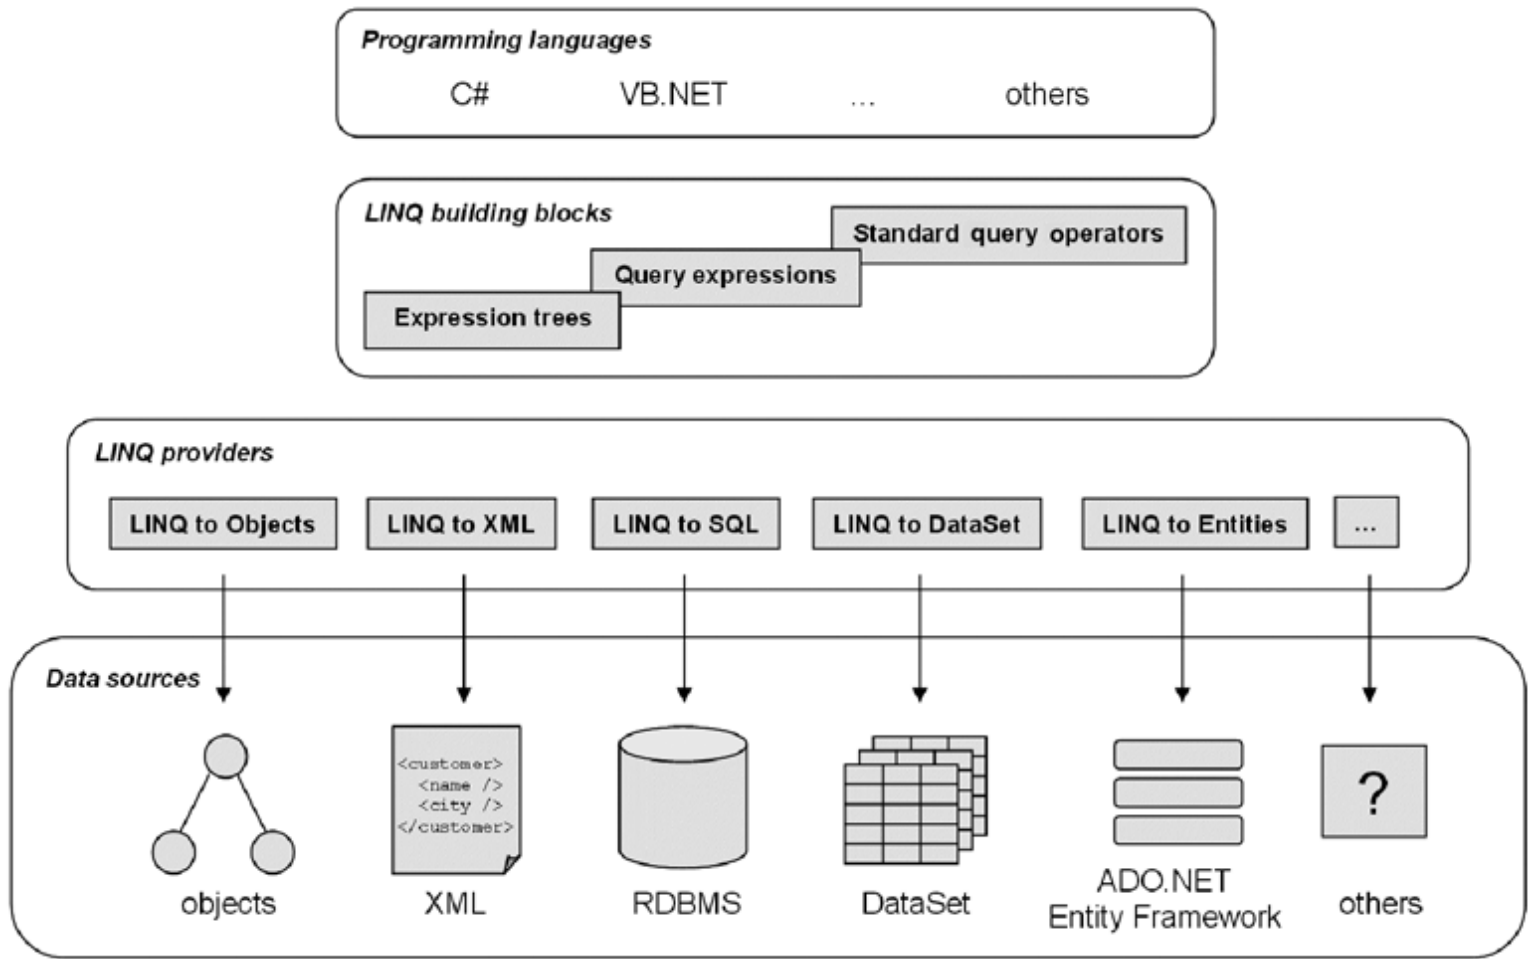 Programming languages
C# VB.NET ... others
LINQ building blocks
Standard query operators
Query expressions
Expression trees
LINQ providers
LINQ to Objects LINQ to XML LINQ to SQL LINQ to DataSet LINQ to Entities ...
Data sources
<customer>
<name />
<city />
</customer>
?
objects XML RDBMS DataSet ADO.NET
Entity Framework others